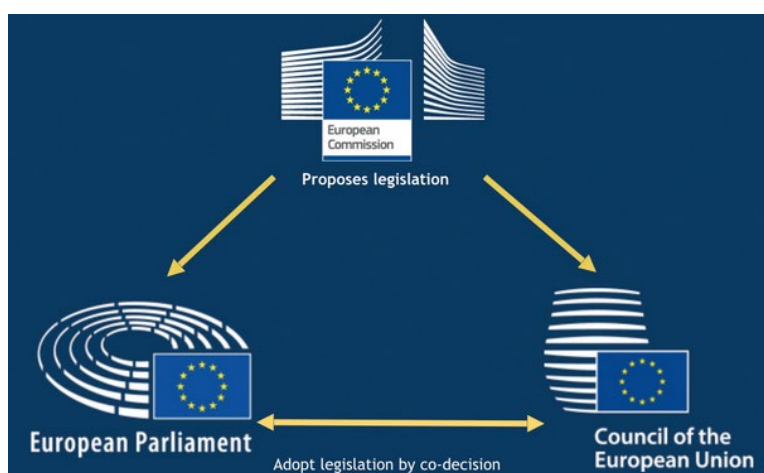 European
Commission
Proposes legislation
European Parliament
Council of the
European Union
Adopt legislation by co-decision